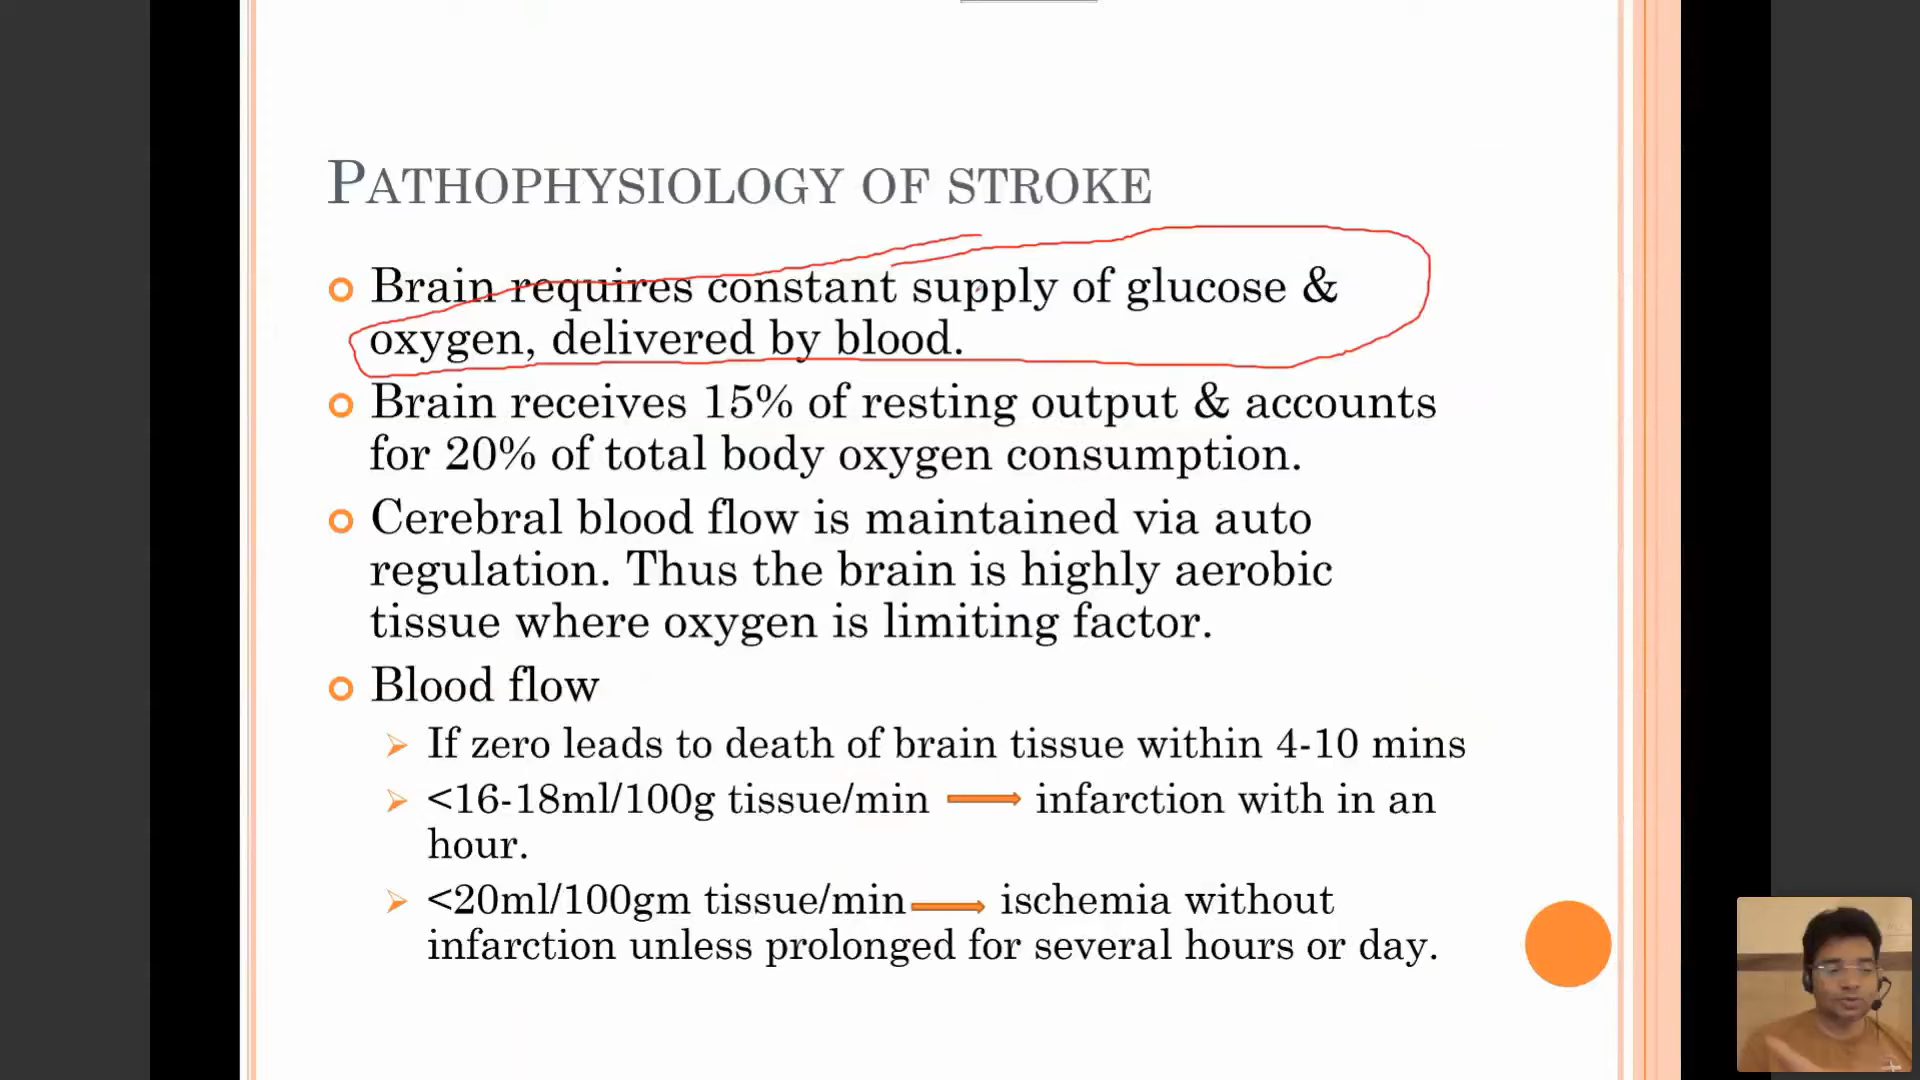 PATHOPHYSIOLOGY OF STROKE
Brain requires constant supply of glucose &
oxygen, delivered by blood.
Brain receives 15% of resting output & accounts
for 20% of total body oxygen consumption.
Cerebral blood flow is maintained via auto
regulation. Thus the brain is highly aerobic
tissue where oxygen is limiting factor.
Blood flow
If zero leads to death of brain tissue within 4-10 mins
<16-18ml/100g tissue/min infarction with in an
hour.
<20ml/100gm tissue/min ischemia without
infarction unless prolonged for several hours or day.